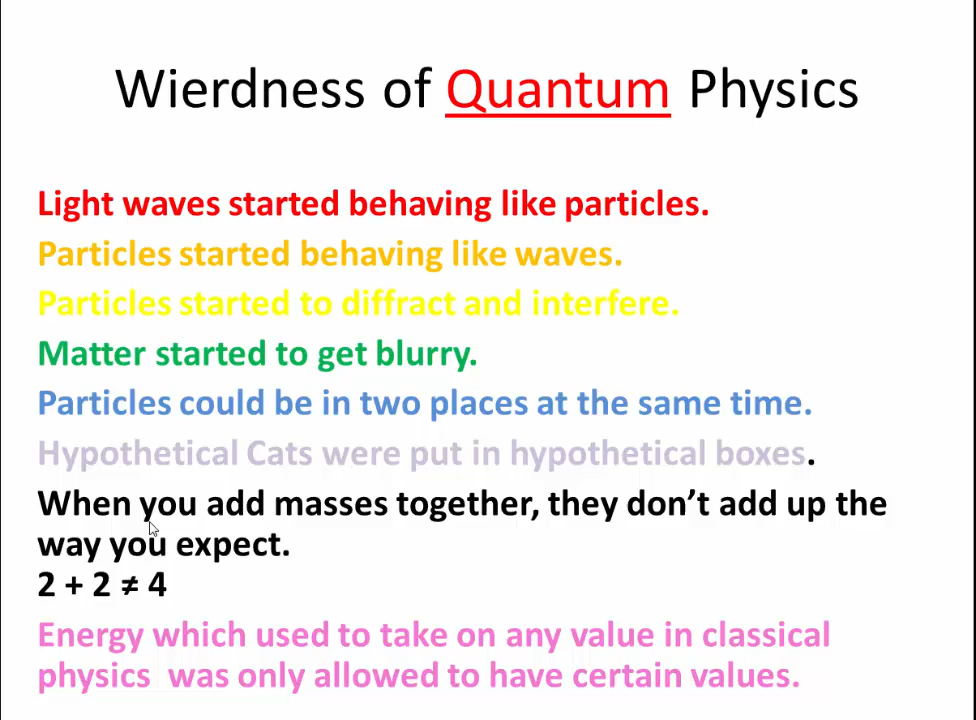 Wierdness of Quantum Physics
Light waves started behaving like particles.
Particles started behaving like waves.
Particles started to diffract and interfere.
Matter started to get blurry.
Particles could be in two places at the same time.
Hypothetical Cats were put in hypothetical boxes.
When you add masses together, they don’t add up the
way you expect.
2 + 2 ≠ 4
Energy which used to take on any value in classical
physics  was only allowed to have certain values.